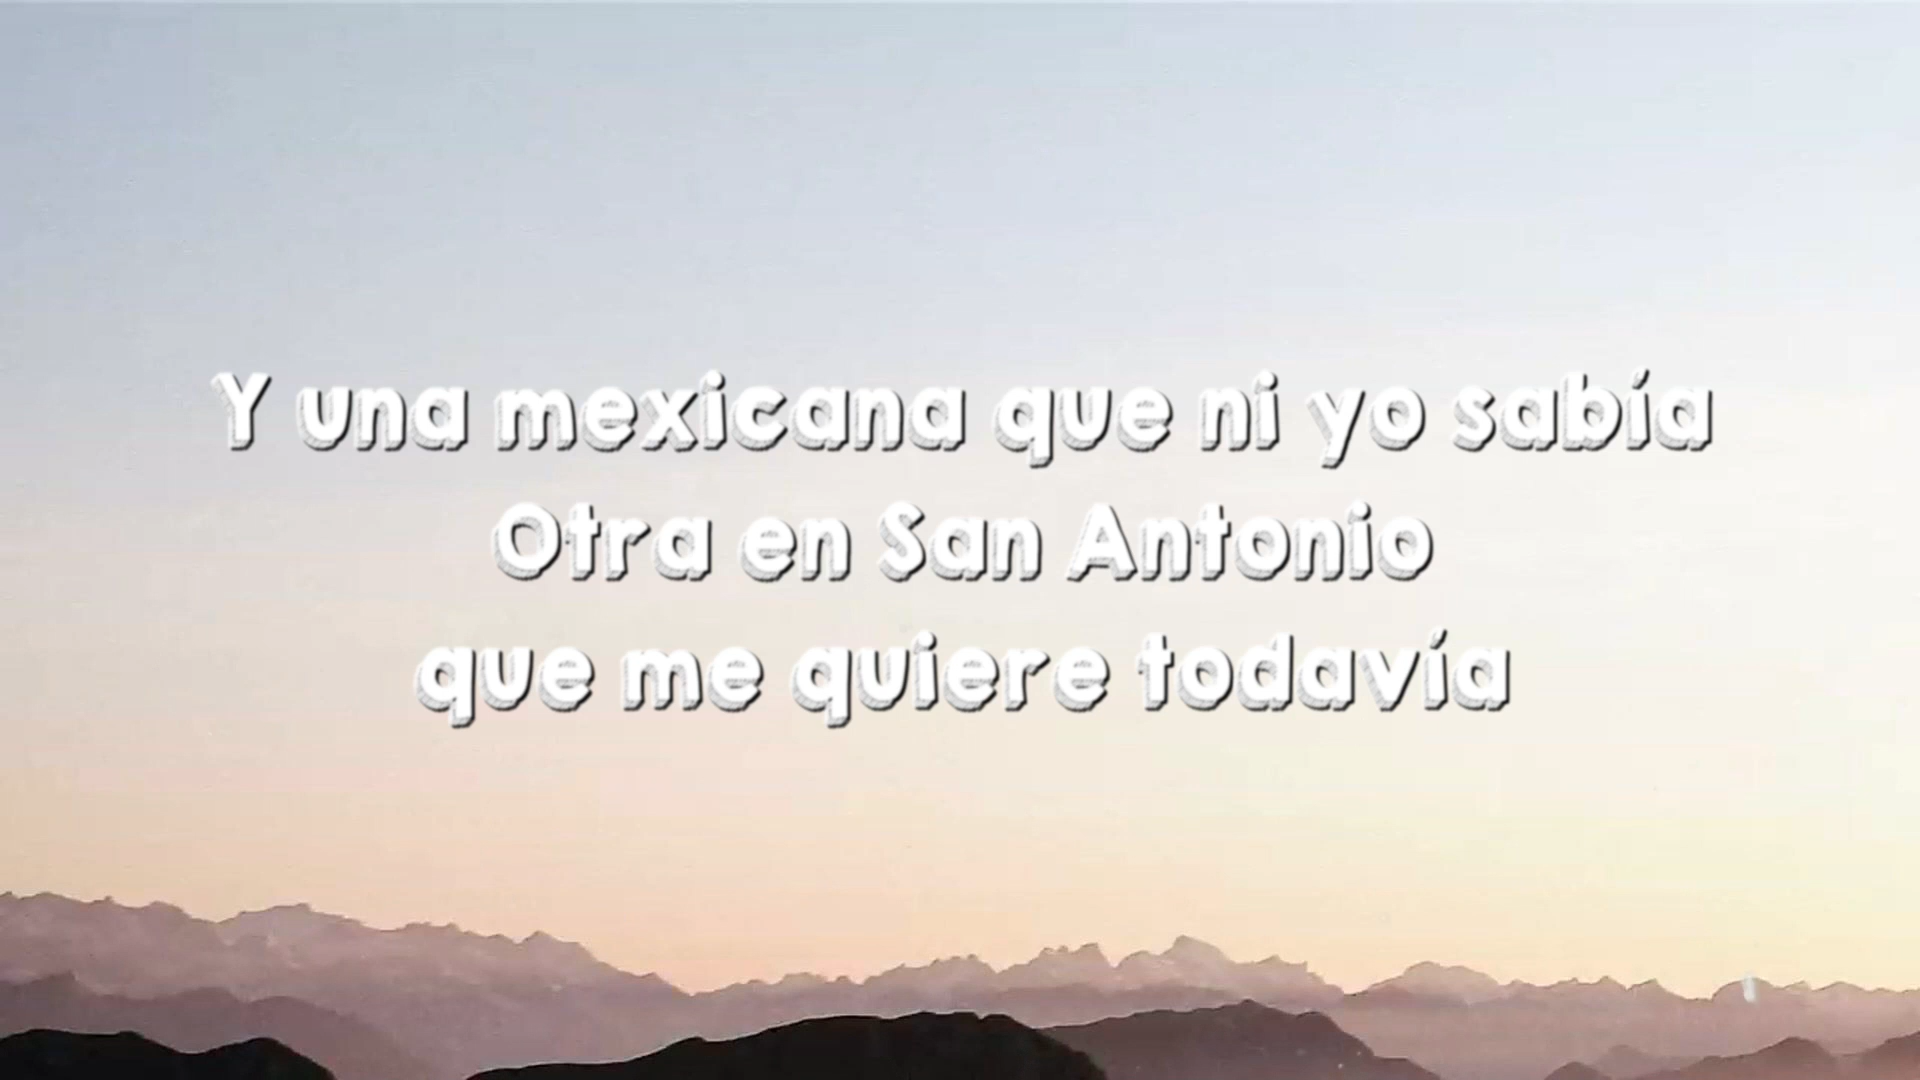 Y una mexicana que ni yo sabía
Otra en San Antonio
que me quiere todavía